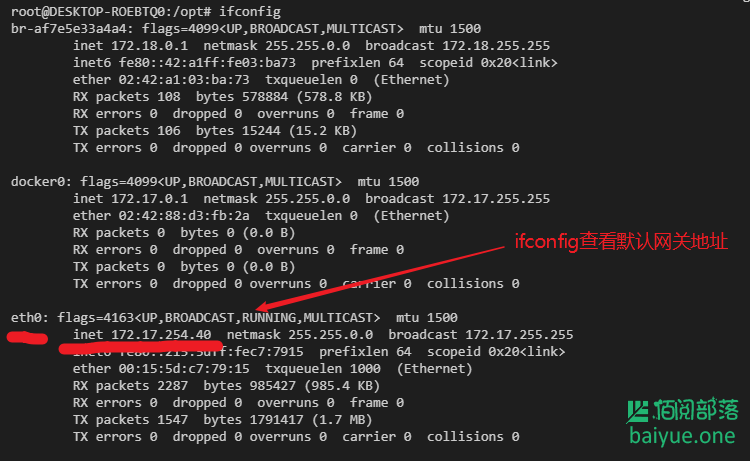 root@DESKTOP-ROEBTQ0:/opt# ifconfig
br-af7e5e33a4a4: flags=4099<UP,BROADCAST,MULTICAST>  mtu 1500
inet 172.18.0.1  netmask 255.255.0.0  broadcast 172.18.255.255
inet6 fe80::42:a1ff:fe03:ba73  prefixlen 64  scopeid 0x20<link>
ether 02:42:a1:03:ba:73  txqueuelen 0  (Ethernet)
RX packets 108  bytes 578884 (578.8 KB)
RX errors 0  dropped 0  overruns 0  frame 0
TX packets 106  bytes 15244 (15.2 KB)
TX errors 0  dropped 0 overruns 0  carrier 0  collisions 0
docker0: flags=4099<UP,BROADCAST,MULTICAST>  mtu 1500
inet 172.17.0.1  netmask 255.255.0.0  broadcast 172.17.255.255
ether 02:42:88:d3:fb:2a  txqueuelen 0  (Ethernet)
RX packets 0  bytes 0 (0.0 B)
RX errors 0  dropped 0  overruns 0  frame 0
TX packets 0  bytes 0 (0.0 B)
TX errors 0  dropped 0 overruns 0  carrier 0  collisions 0
ifconfig查看默认网关地址
eth0: flags=4163<UP,BROADCAST,RUNNING,MULTICAST>  mtu 1500
inet 172.17.254.40  netmask 255.255.0.0  broadcast 172.17.255.255
inet6 prefixlen 64  scopeid 0x20<link>
ether 00:15:5d:c7:79:15  txqueuelen 1000  (Ethernet)
RX packets 2287  bytes 985427 (985.4 KB)
RX errors 0  dropped 0  overruns 0  frame 0
TX packets 1547  bytes 1791417 (1.7 MB)
TX errors 0  dropped 0 overruns 0  carrier 0  collisions 0
佰阅部落
baiyue.one